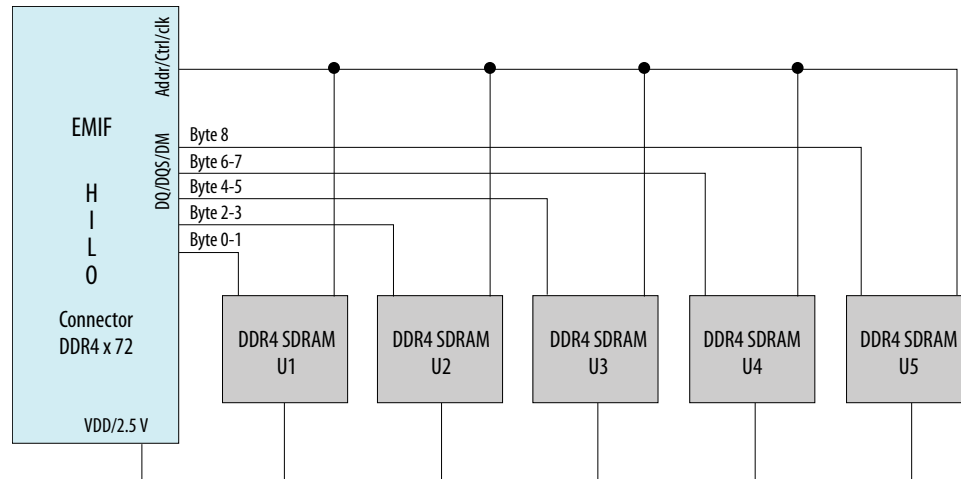 Addr/Ctrl/clk
EMIF
H
I
L
O
DQ/DQS/DM
Byte 8
Byte 6-7
Byte 4-5
Byte 2-3
Byte 0-1
Connector
DDR4 x 72
VDD/2.5 V
DDR4 SDRAM
U1
DDR4 SDRAM
U2
DDR4 SDRAM
U3
DDR4 SDRAM
U4
DDR4 SDRAM
U5